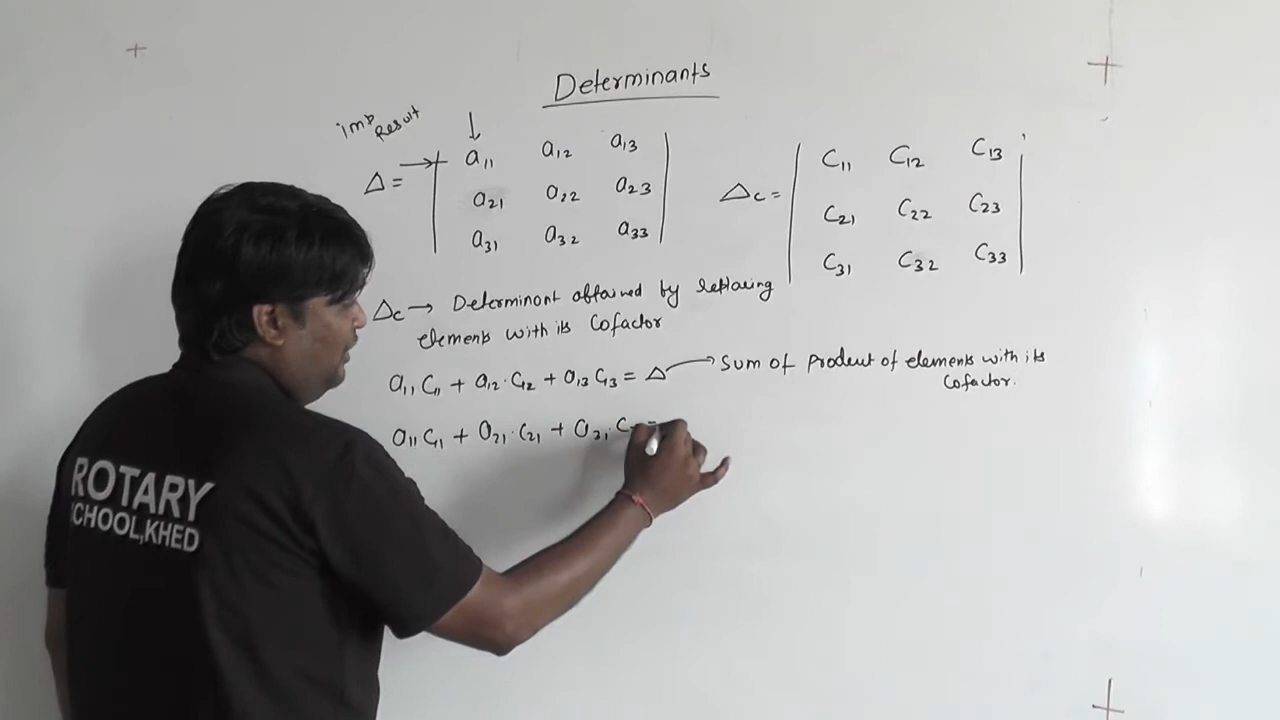 Determinants
imp Result
Δ = | a11 a12 a13 |
a21 a22 a23
a31 a32 a33
Δc = | C11 C12 C13 |
C21 C22 C23
C31 C32 C33
Δc → Determinant obtained by replacing
elements with its Cofactor
a11 C11 + a12 · C12 + a13 C13 = Δ → Sum of product of elements with its
Cofactor.
a11 C11 + a21 · C21 + a31 · C
ROTARY
CHOOL, KHED